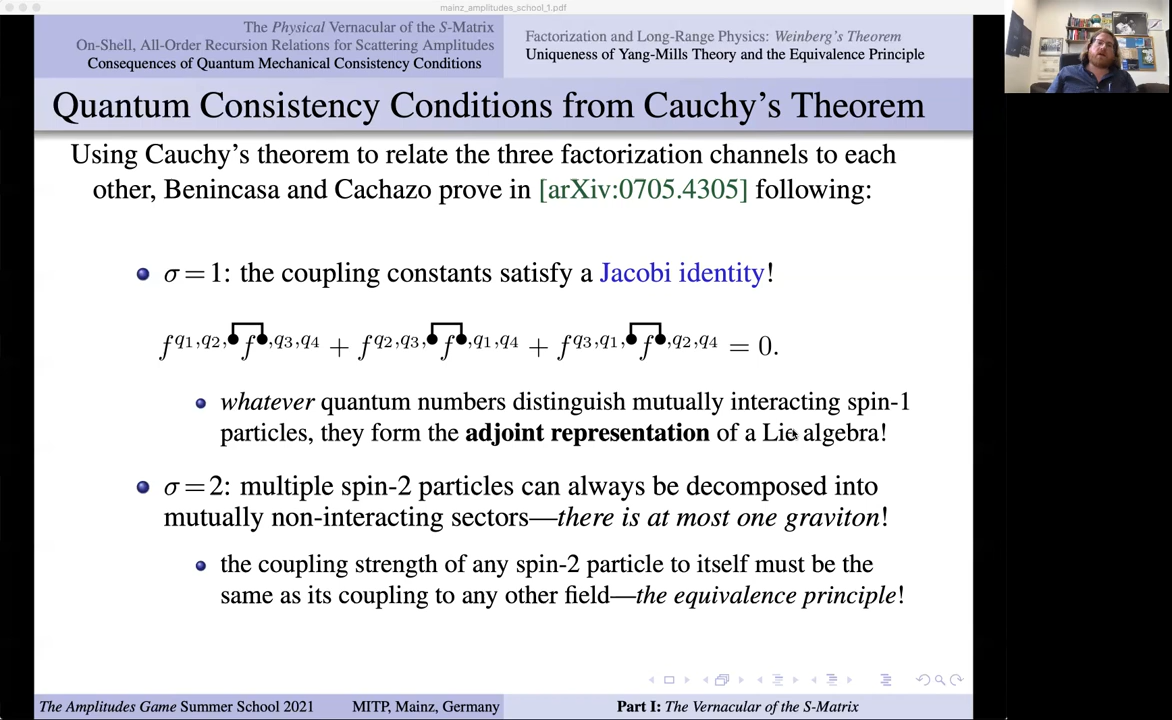 mainz_amplitudes_school_1.pdf
The Physical Vernacular of the S-Matrix
On-Shell, All-Order Recursion Relations for Scattering Amplitudes
Consequences of Quantum Mechanical Consistency Conditions
Factorization and Long-Range Physics: Weinberg's Theorem
Uniqueness of Yang-Mills Theory and the Equivalence Principle
Quantum Consistency Conditions from Cauchy's Theorem
Using Cauchy's theorem to relate the three factorization channels to each
other, Benincasa and Cachazo prove in [arXiv:0705.4305] following:
σ=1: the coupling constants satisfy a Jacobi identity!
f^{q1,q2,●} f^{●,q3,q4} + f^{q2,q3,●} f^{●,q1,q4} + f^{q3,q1,●} f^{●,q2,q4} = 0.
whatever quantum numbers distinguish mutually interacting spin-1
particles, they form the adjoint representation of a Lie algebra!
σ=2: multiple spin-2 particles can always be decomposed into
mutually non-interacting sectors—there is at most one graviton!
the coupling strength of any spin-2 particle to itself must be the
same as its coupling to any other field—the equivalence principle!
The Amplitudes Game Summer School 2021 MITP, Mainz, Germany Part I: The Vernacular of the S-Matrix